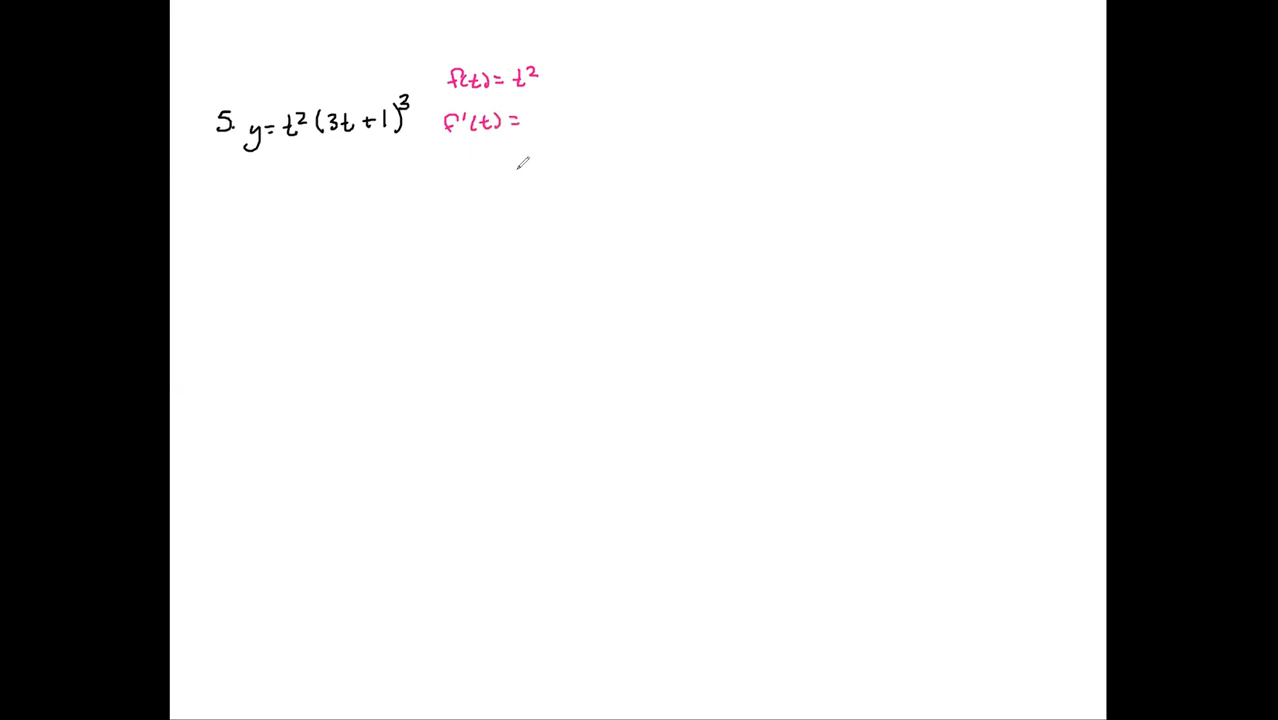 f(t) = t²
5. y = t² (3t + 1)³
f'(t) =